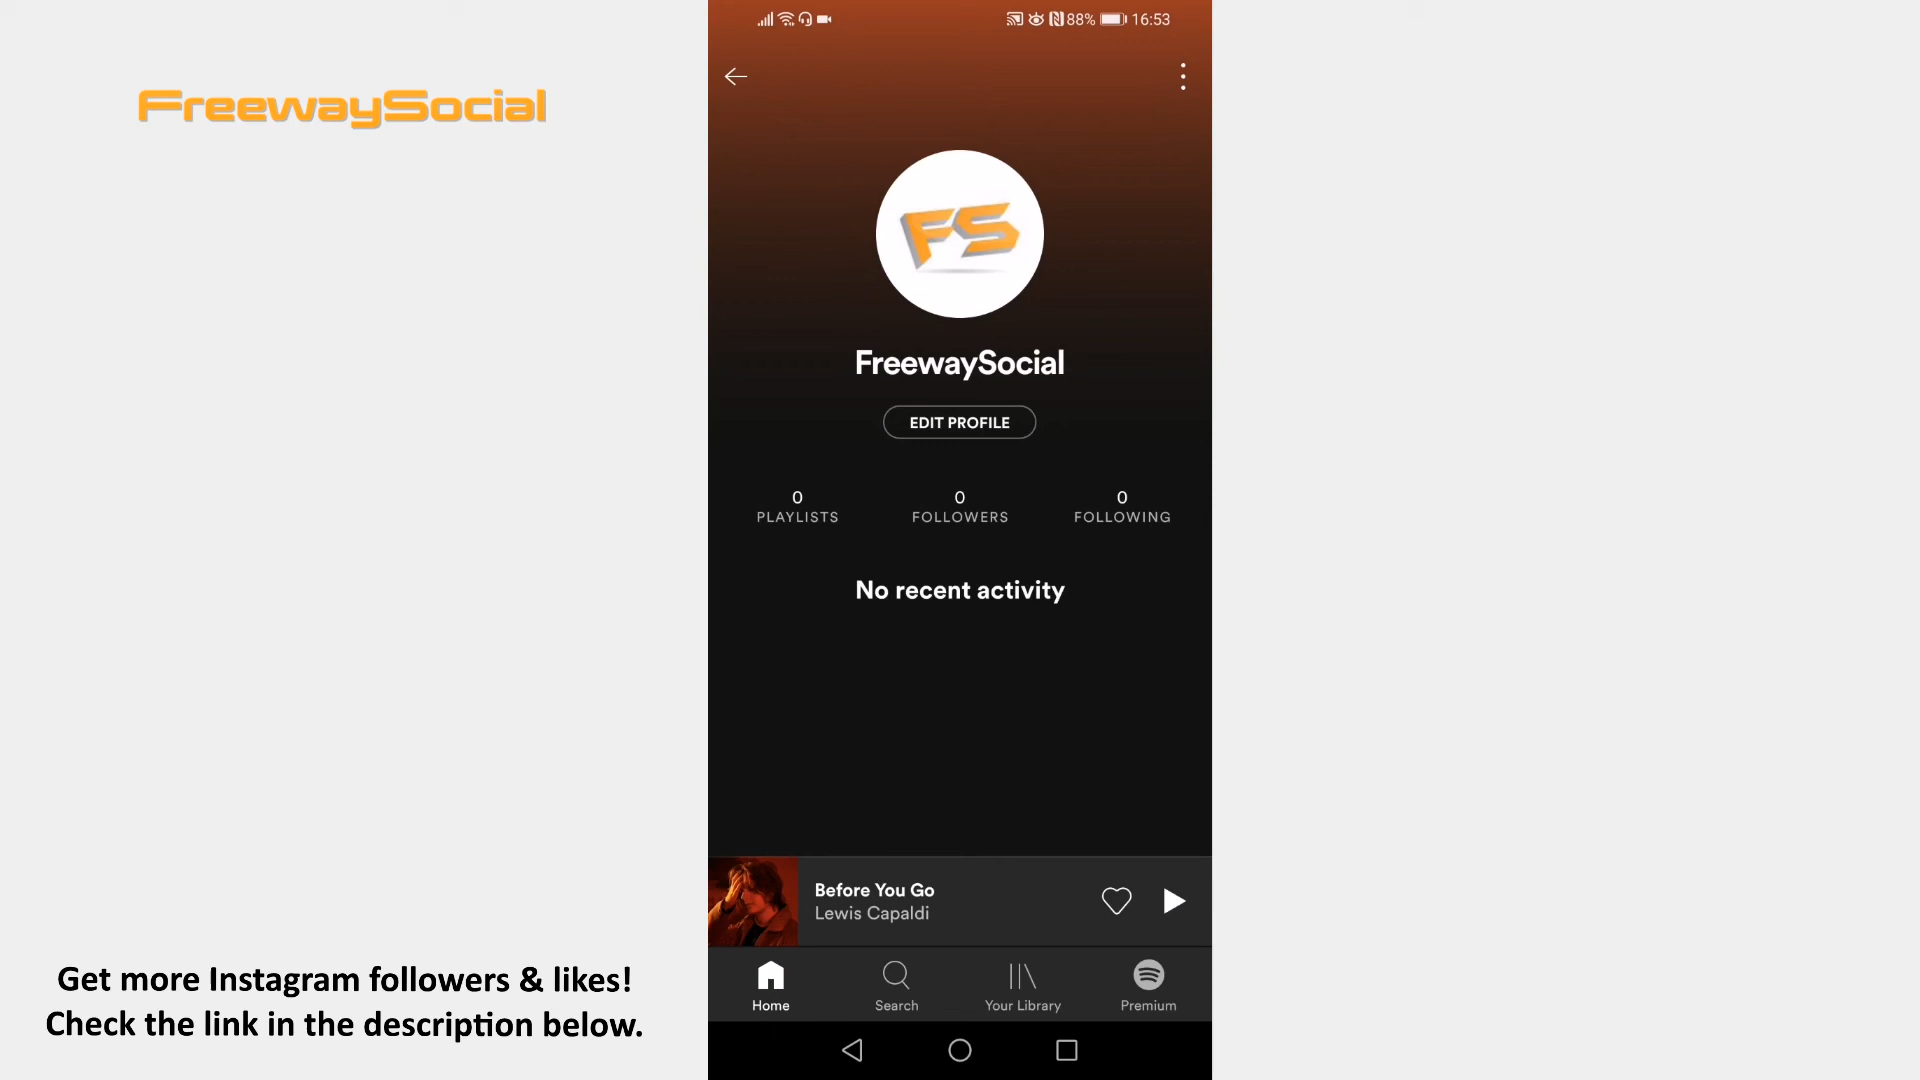 FreewaySocial
88% 16:53
FS
FreewaySocial
EDIT PROFILE
0 0 0
PLAYLISTS FOLLOWERS FOLLOWING
No recent activity
Before You Go
Lewis Capaldi
Home Search Your Library Premium
Get more Instagram followers & likes!
Check the link in the description below.